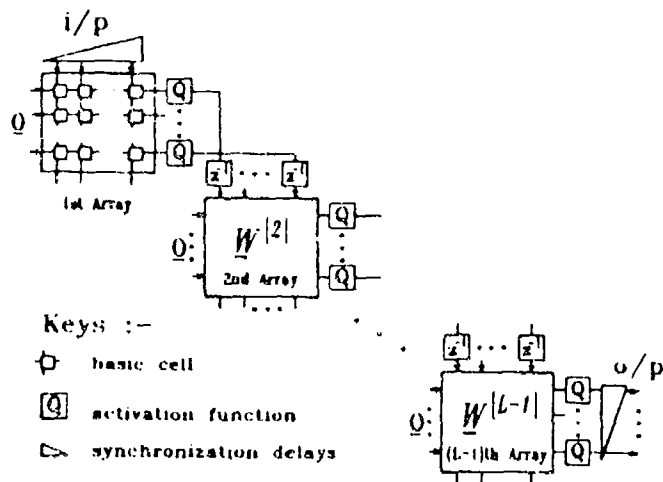 i/p
Q
Q
0
Q
1st Array
z⁻¹ ... z⁻¹
W^[2]
Q
0
2nd Array
Q
Keys :-
basic cell
Q activation function
synchronization delays
z⁻¹ ... z⁻¹
o/p
W^[L-1]
Q
0
(L-1)th Array
Q